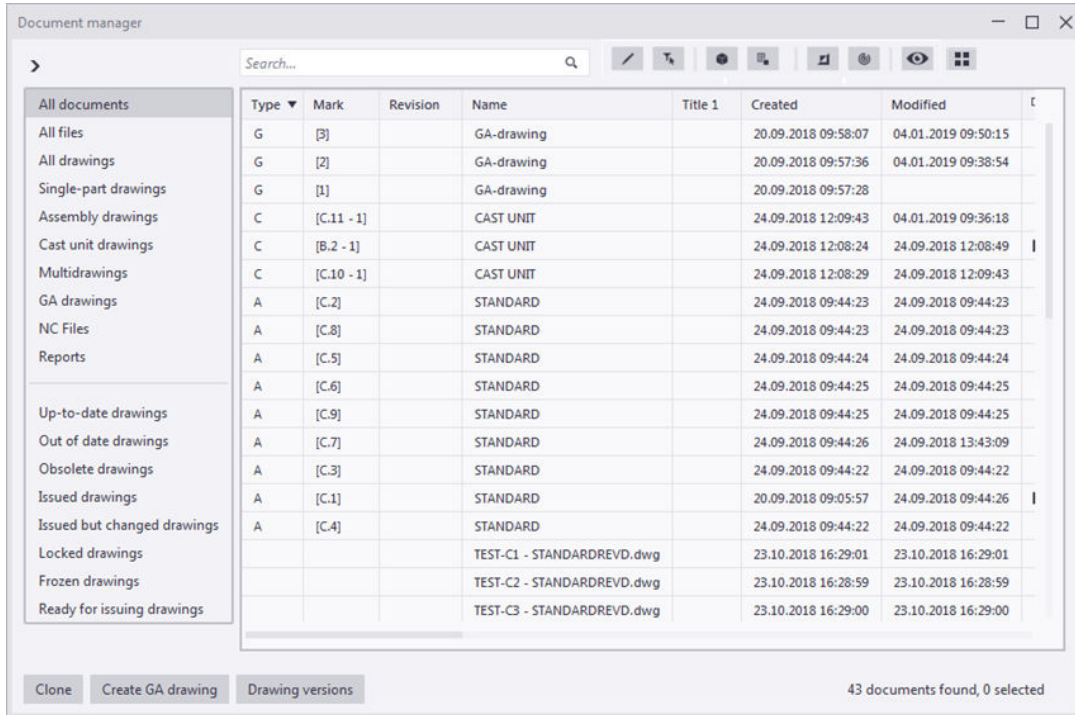 Document manager
Search...
All documents
All files
All drawings
Single-part drawings
Assembly drawings
Cast unit drawings
Multidrawings
GA drawings
NC Files
Reports
Up-to-date drawings
Out of date drawings
Obsolete drawings
Issued drawings
Issued but changed drawings
Locked drawings
Frozen drawings
Ready for issuing drawings
Type Mark Revision Name Title 1 Created Modified
G [3] GA-drawing 20.09.2018 09:58:07 04.01.2019 09:50:15
G [2] GA-drawing 20.09.2018 09:57:36 04.01.2019 09:38:54
G [1] GA-drawing 20.09.2018 09:57:28
C [C.11 - 1] CAST UNIT 24.09.2018 12:09:43 04.01.2019 09:36:18
C [B.2 - 1] CAST UNIT 24.09.2018 12:08:24 24.09.2018 12:08:49
C [C.10 - 1] CAST UNIT 24.09.2018 12:08:29 24.09.2018 12:09:43
A [C.2] STANDARD 24.09.2018 09:44:23 24.09.2018 09:44:23
A [C.8] STANDARD 24.09.2018 09:44:23 24.09.2018 09:44:23
A [C.5] STANDARD 24.09.2018 09:44:24 24.09.2018 09:44:24
A [C.6] STANDARD 24.09.2018 09:44:25 24.09.2018 09:44:25
A [C.9] STANDARD 24.09.2018 09:44:25 24.09.2018 09:44:25
A [C.7] STANDARD 24.09.2018 09:44:26 24.09.2018 13:43:09
A [C.3] STANDARD 24.09.2018 09:44:22 24.09.2018 09:44:22
A [C.1] STANDARD 20.09.2018 09:05:57 24.09.2018 09:44:26
A [C.4] STANDARD 24.09.2018 09:44:22 24.09.2018 09:44:22
TEST-C1 - STANDARDREVD.dwg 23.10.2018 16:29:01 23.10.2018 16:29:01
TEST-C2 - STANDARDREVD.dwg 23.10.2018 16:28:59 23.10.2018 16:28:59
TEST-C3 - STANDARDREVD.dwg 23.10.2018 16:29:00 23.10.2018 16:29:00
Clone Create GA drawing Drawing versions 43 documents found, 0 selected